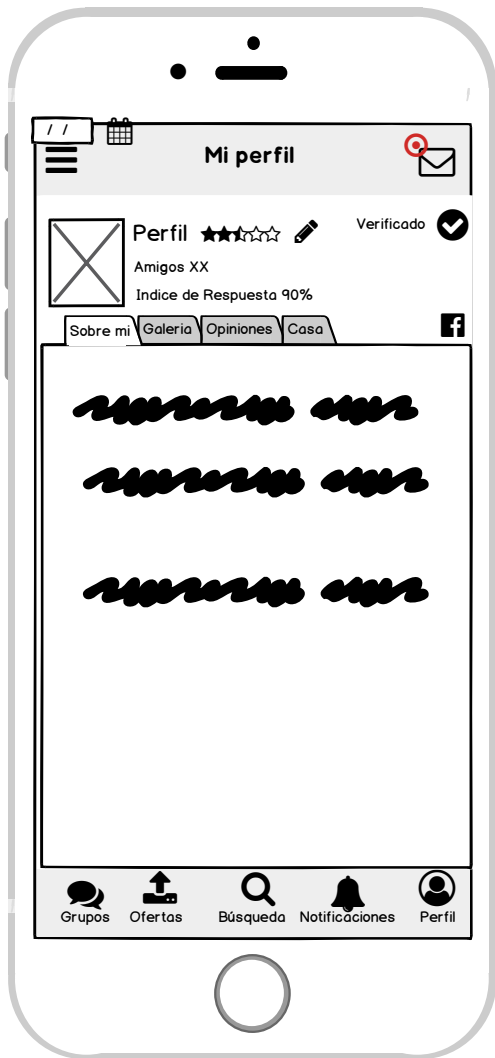 / /
Mi perfil
Perfil
Verificado
Amigos XX
Indice de Respuesta 90%
Sobre mi Galeria Opiniones Casa
Grupos Ofertas Búsqueda Notificaciones Perfil